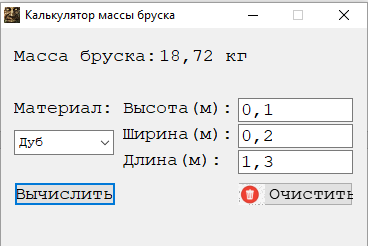 Калькулятор массы бруска
Масса бруска: 18,72 кг
Материал: Высота(м): 0,1
Дуб Ширина(м): 0,2
Длина(м): 1,3
Вычислить Очистить